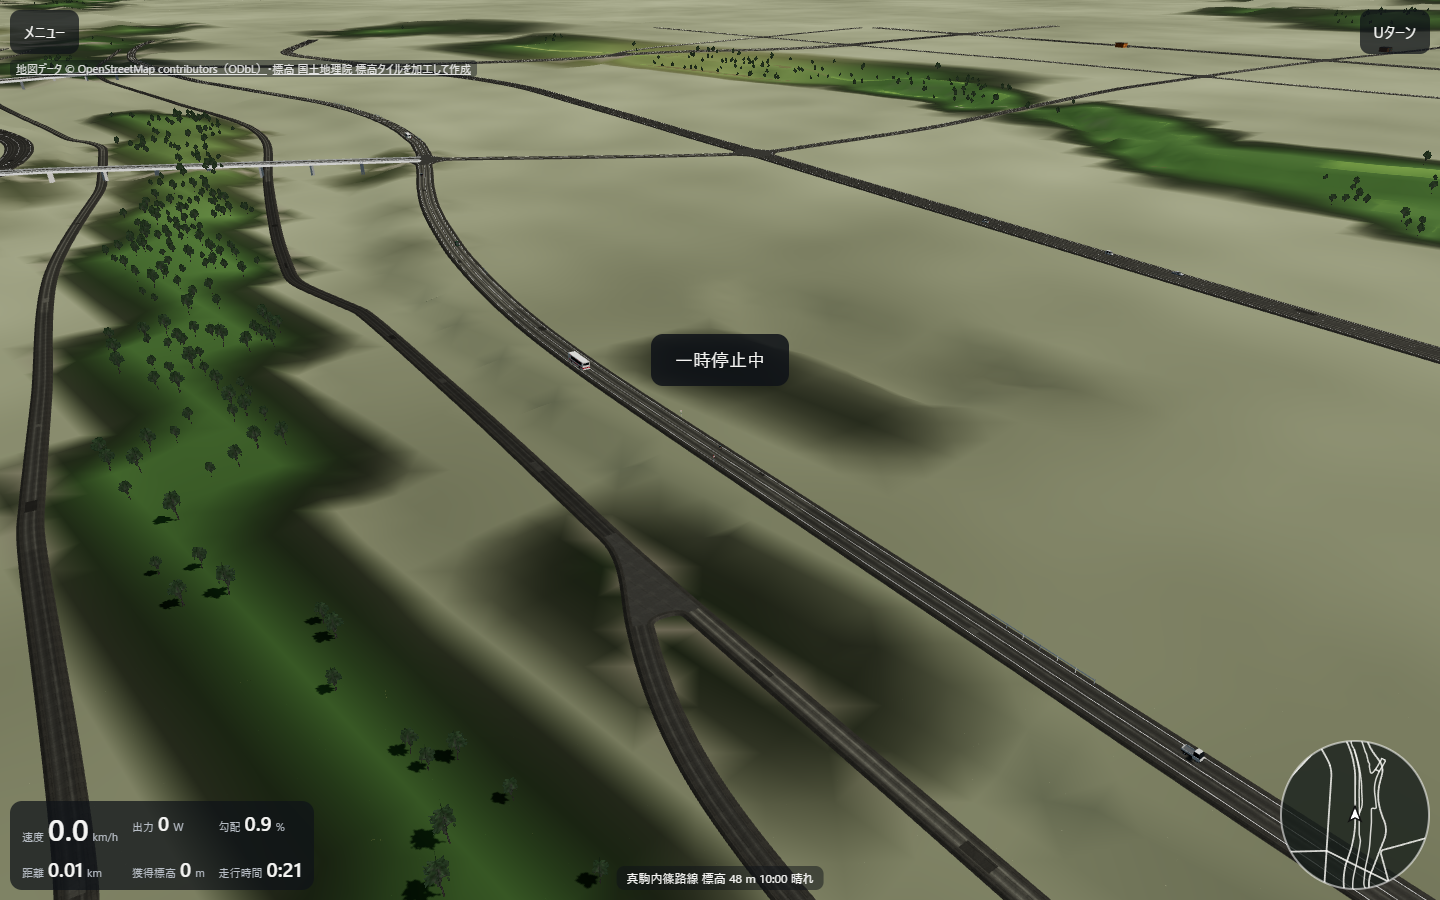 メニュー
Uターン
地図データ © OpenStreetMap contributors（ODbL）・標高 国土地理院 標高タイルを加工して作成
一時停止中
速度 0.0 km/h 出力 0 W 勾配 0.9 %
距離 0.01 km 獲得標高 0 m 走行時間 0:21
真駒内篠路線 標高 48 m 10:00 晴れ